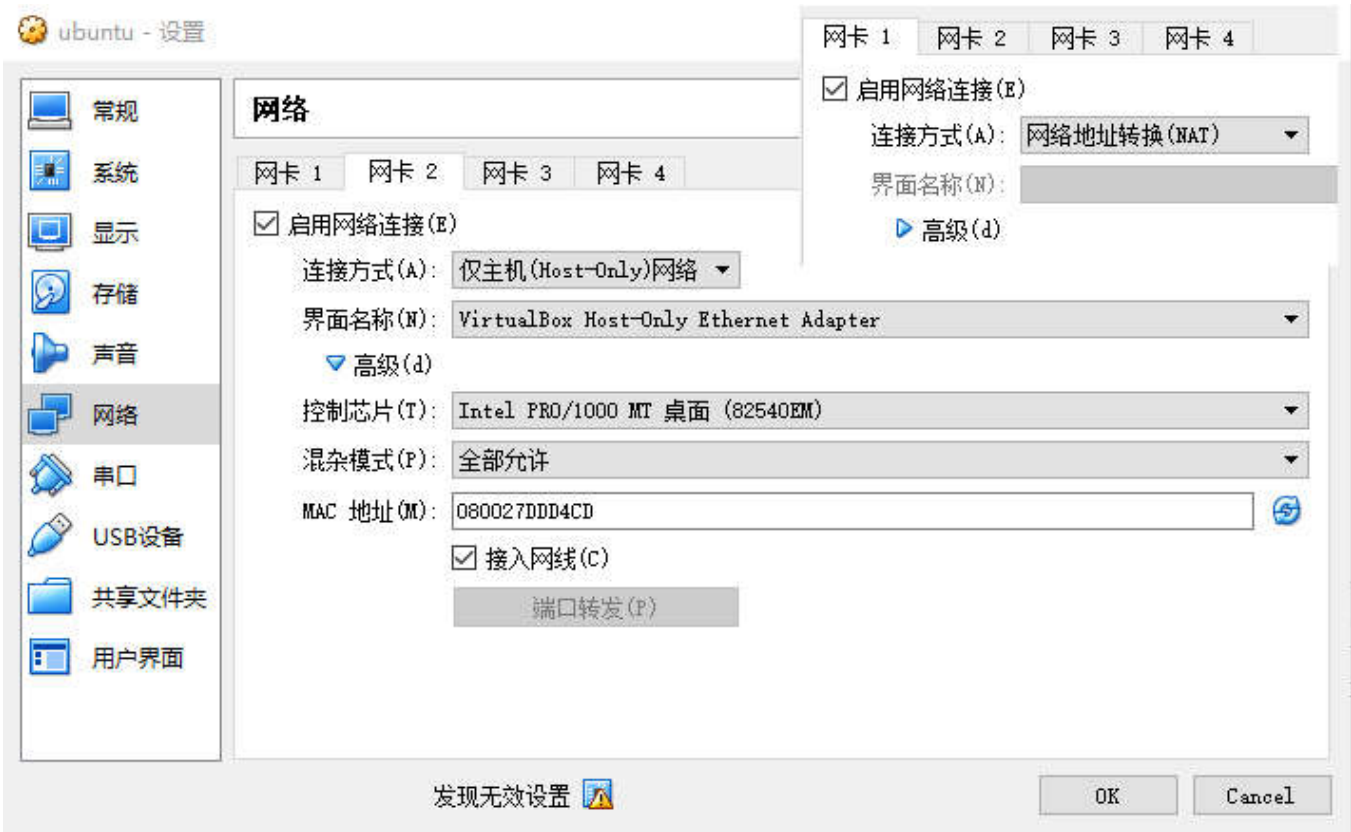 ubuntu - 设置
常规
系统
显示
存储
声音
网络
串口
USB设备
共享文件夹
用户界面
网络
网卡 1 网卡 2 网卡 3 网卡 4
启用网络连接(E)
连接方式(A): 仅主机(Host-Only)网络
界面名称(N): VirtualBox Host-Only Ethernet Adapter
高级(d)
控制芯片(T): Intel PRO/1000 MT 桌面 (82540EM)
混杂模式(P): 全部允许
MAC 地址(M): 080027DDD4CD
接入网线(C)
端口转发(P)
网卡 1 网卡 2 网卡 3 网卡 4
启用网络连接(E)
连接方式(A): 网络地址转换(NAT)
界面名称(N):
高级(d)
发现无效设置
OK Cancel